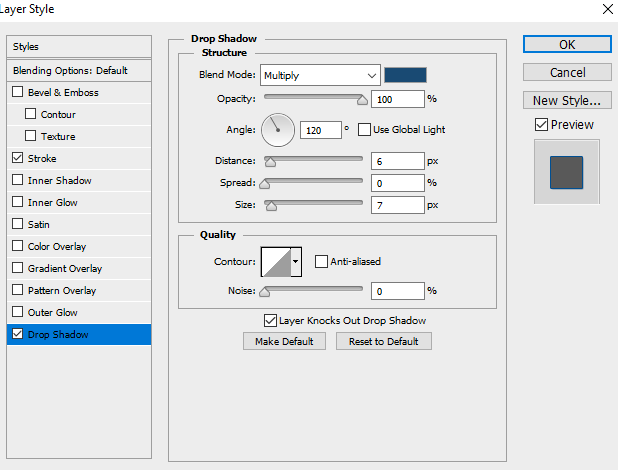 Layer Style
Styles
Blending Options: Default
Bevel & Emboss
Contour
Texture
Stroke
Inner Shadow
Inner Glow
Satin
Color Overlay
Gradient Overlay
Pattern Overlay
Outer Glow
Drop Shadow
Drop Shadow
Structure
Blend Mode: Multiply
Opacity: 100 %
Angle: 120 ° Use Global Light
Distance: 6 px
Spread: 0 %
Size: 7 px
Quality
Contour: Anti-aliased
Noise: 0 %
Layer Knocks Out Drop Shadow
Make Default Reset to Default
OK
Cancel
New Style...
Preview